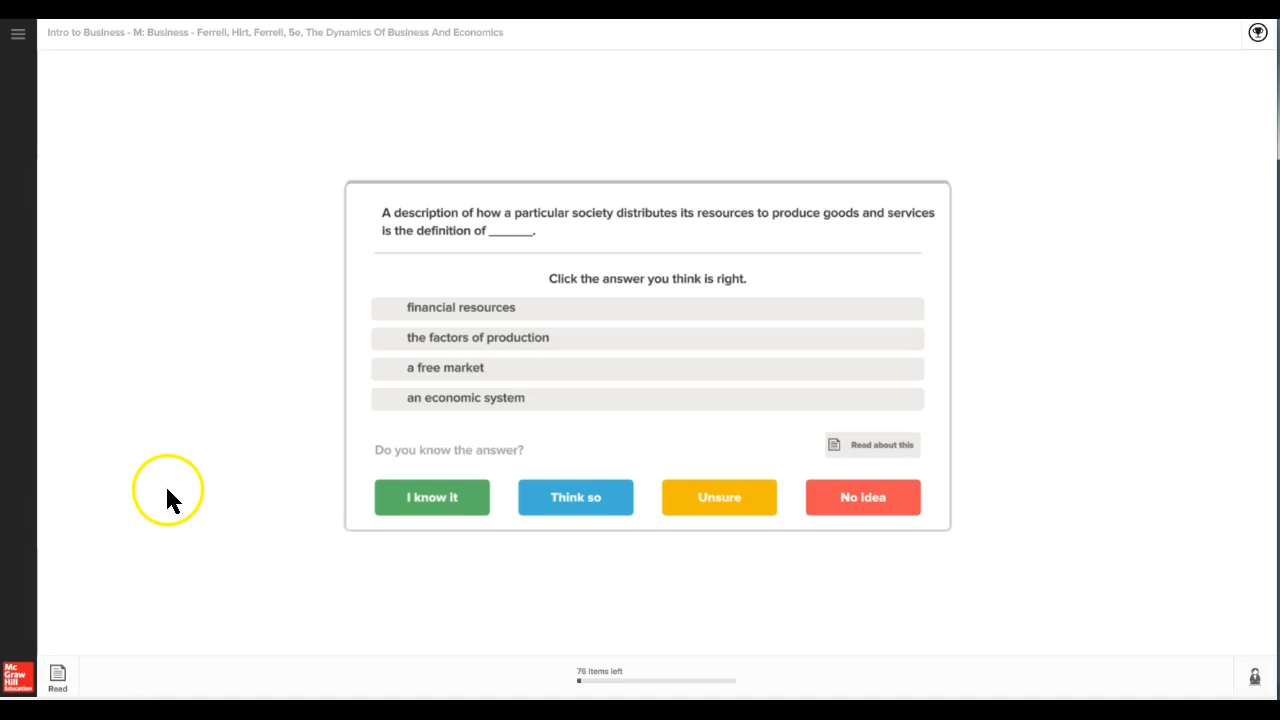 Intro to Business - M: Business - Ferrell, Hirt, Ferrell, 5e, The Dynamics Of Business And Economics
A description of how a particular society distributes its resources to produce goods and services
is the definition of _______.
Click the answer you think is right.
financial resources
the factors of production
a free market
an economic system
Do you know the answer?
Read about this
I know it
Think so
Unsure
No idea
Mc
Graw
Hill
Education
Read
76 items left